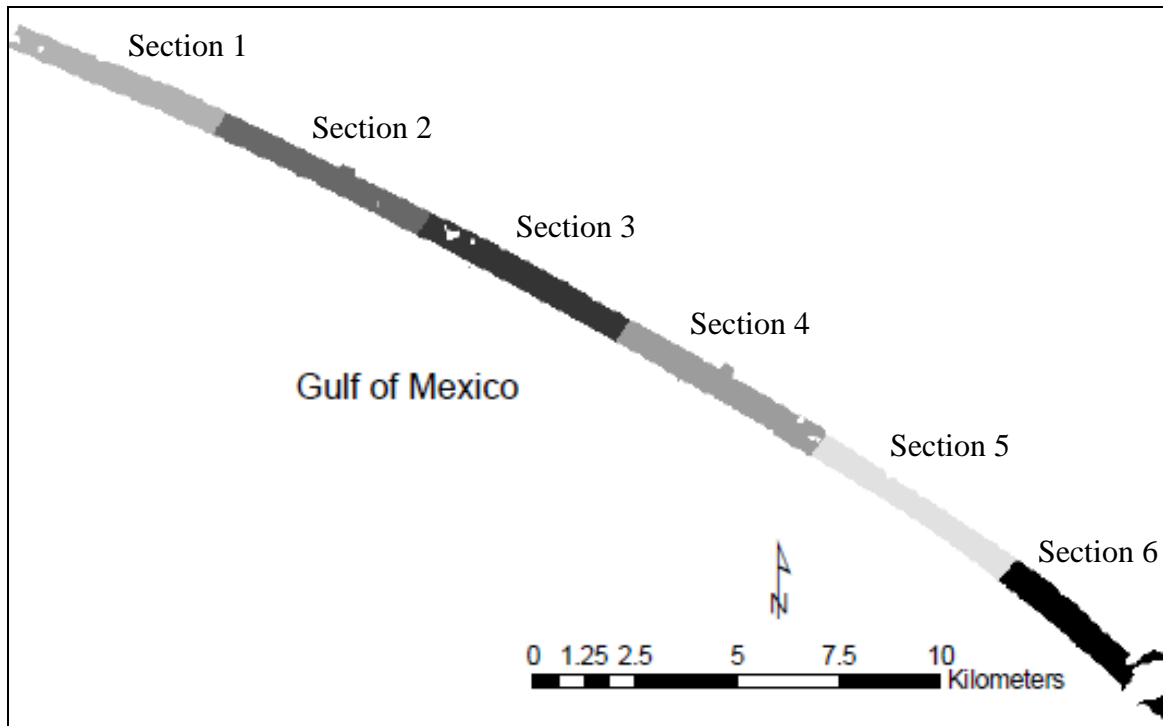 Section 1
Section 2
Section 3
Section 4
Gulf of Mexico
Section 5
Section 6
N
0 1.25 2.5 5 7.5 10
Kilometers